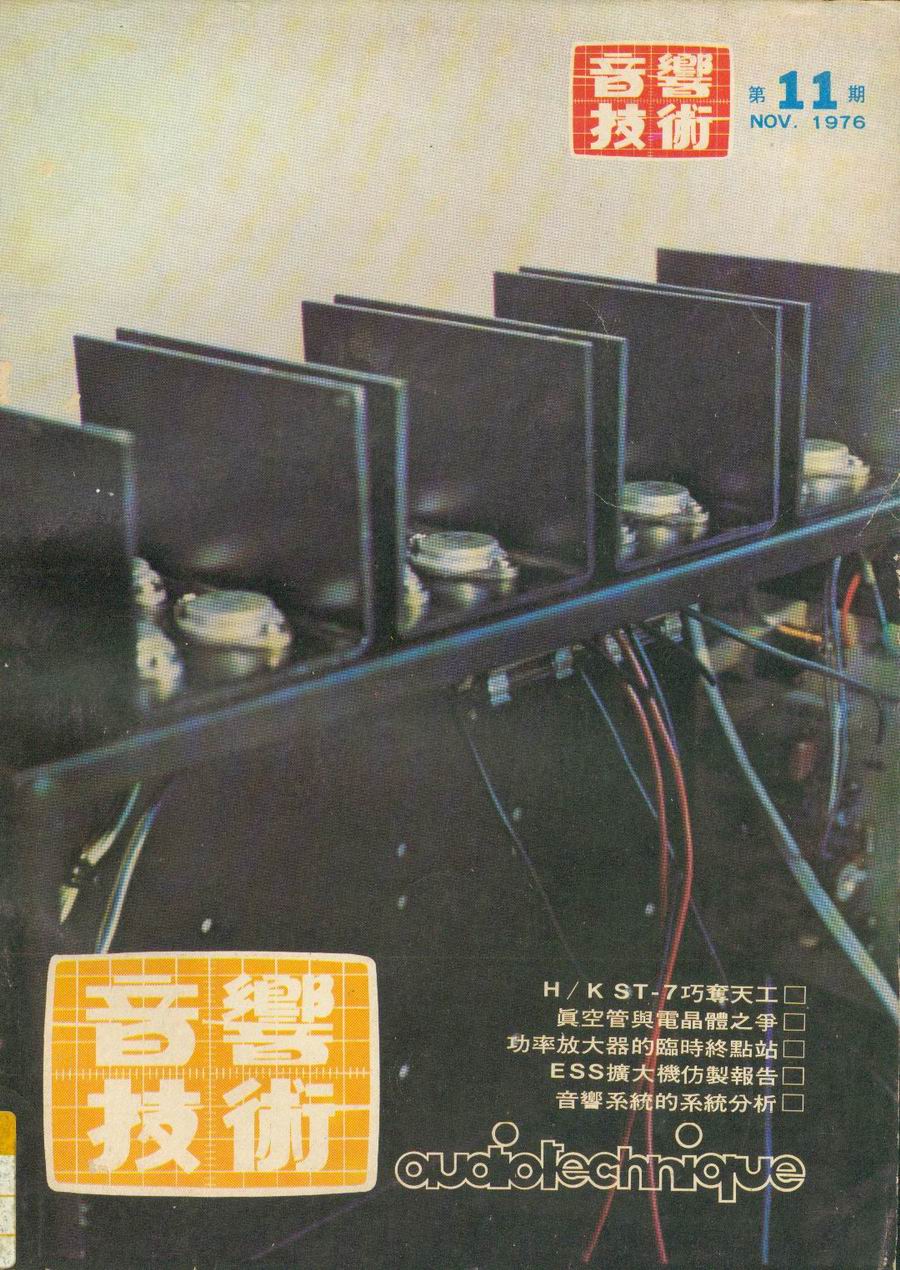 音響
技術
第11期
NOV. 1976
H/K ST-7巧奪天工□
眞空管與電晶體之爭□
功率放大器的臨時終點站□
ESS擴大機仿製報告□
音響系統的系統分析□
音響
技術
audiotechnique